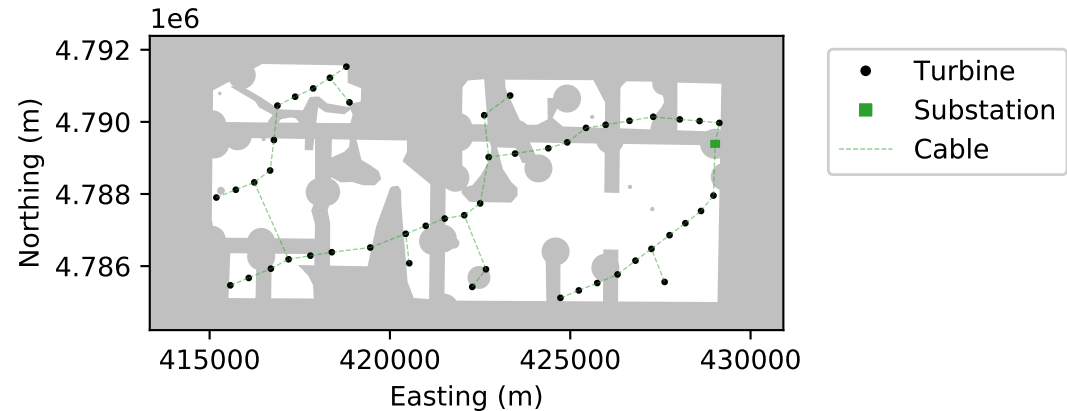 1e6
4.792
4.790
4.788
4.786
Northing (m)
415000 420000 425000 430000
Easting (m)
Turbine
Substation
Cable